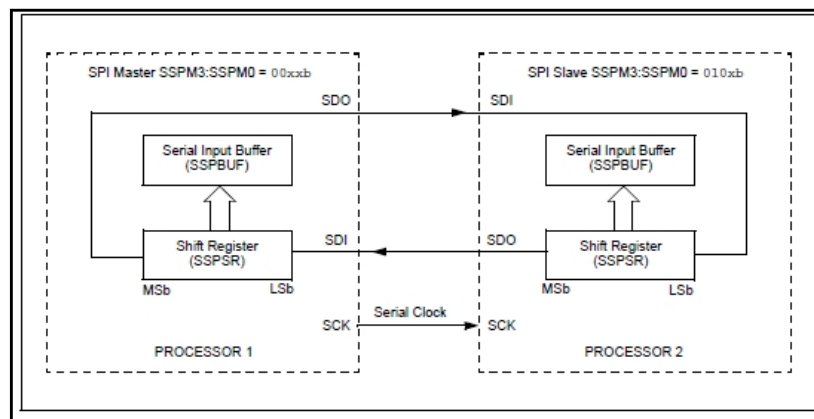 SPI Master SSPM3:SSPM0 = 00xxb
SPI Slave SSPM3:SSPM0 = 010xb
SDO
SDI
Serial Input Buffer
(SSPBUF)
Serial Input Buffer
(SSPBUF)
Shift Register
(SSPSR)
SDI
SDO
Shift Register
(SSPSR)
MSb
LSb
MSb
LSb
Serial Clock
SCK
SCK
PROCESSOR 1
PROCESSOR 2